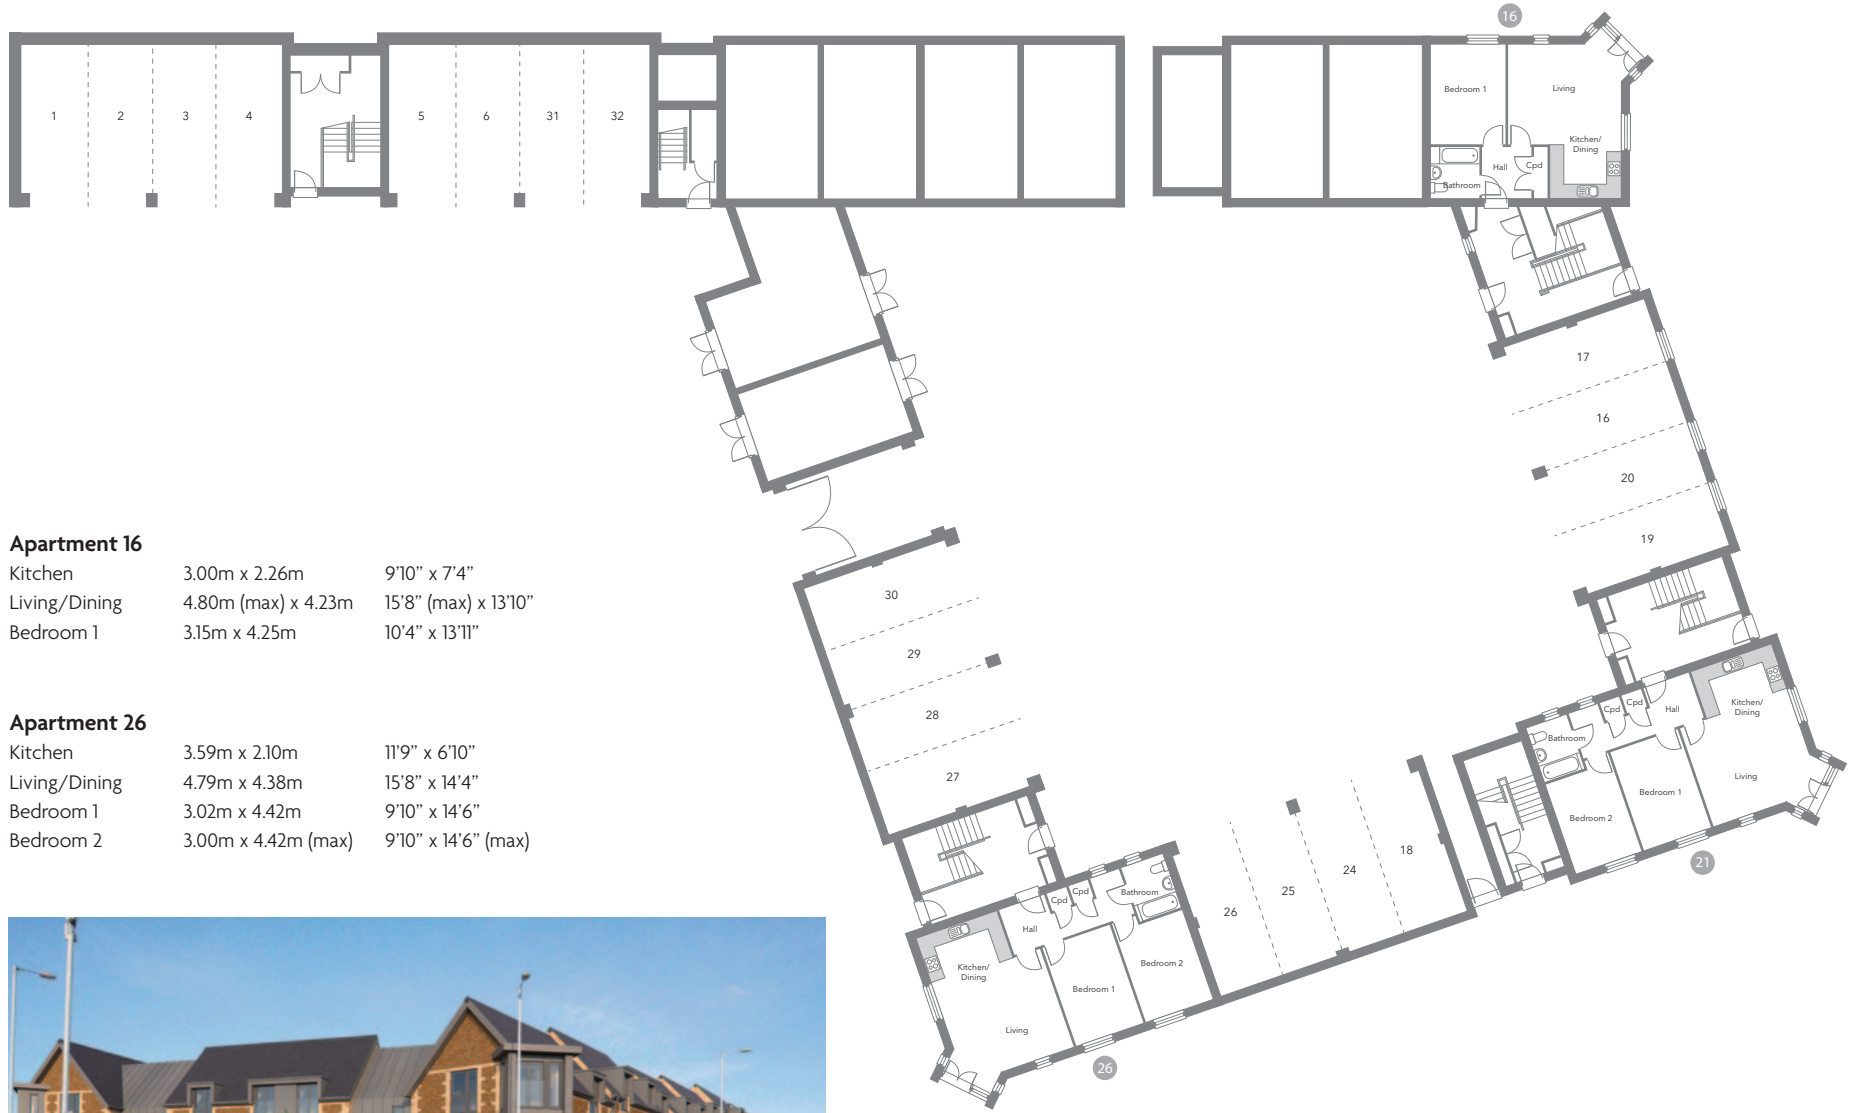 16
1 2 3 4 5 6 31 32
Bedroom 1
Living
Kitchen/
Dining
Hall
Cpd
Bathroom
17
16
20
19
Apartment 16
Kitchen 3.00m x 2.26m 9'10” x 7'4”
Living/Dining 4.80m (max) x 4.23m 15'8” (max) x 13'10”
Bedroom 1 3.15m x 4.25m 10'4” x 13'11”
30
29
28
27
Apartment 26
Kitchen 3.59m x 2.10m 11'9” x 6'10”
Living/Dining 4.79m x 4.38m 15'8” x 14'4”
Bedroom 1 3.02m x 4.42m 9'10” x 14'6”
Bedroom 2 3.00m x 4.42m (max) 9'10” x 14'6” (max)
Cpd
Cpd
Hall
Kitchen/
Dining
Bathroom
Living
Bedroom 1
Bedroom 2
21
18
24
25
26
Cpd
Cpd
Bathroom
Hall
Kitchen/
Dining
Bedroom 2
Bedroom 1
Living
26